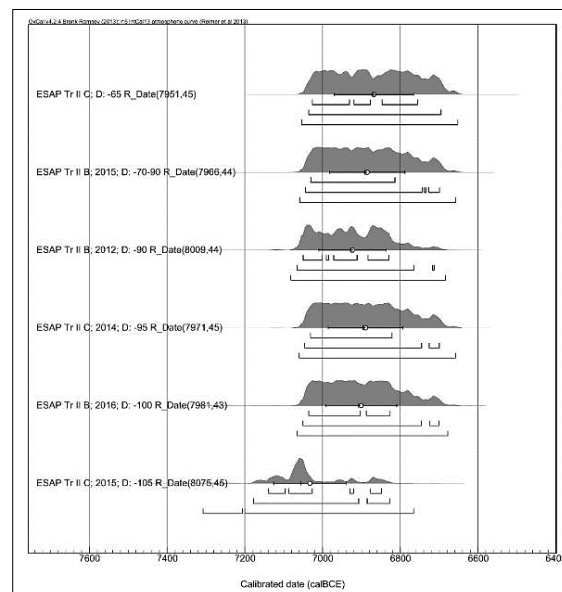 OxCal v4.2.4 Bronk Ramsey (2013); r:5 IntCal13 atmospheric curve (Reimer et al 2013)
ESAP Tr II C; D: -65 R_Date(7951,45)
ESAP Tr II B; 2015; D: -70-90 R_Date(7966,44)
ESAP Tr II B; 2012; D: -90 R_Date(8009,44)
ESAP Tr II C; 2014; D: -95 R_Date(7971,45)
ESAP Tr II B; 2016; D: -100 R_Date(7981,43)
ESAP Tr II C; 2015; D: -105 R_Date(8075,45)
7600 7400 7200 7000 6800 6600 640
Calibrated date (calBCE)